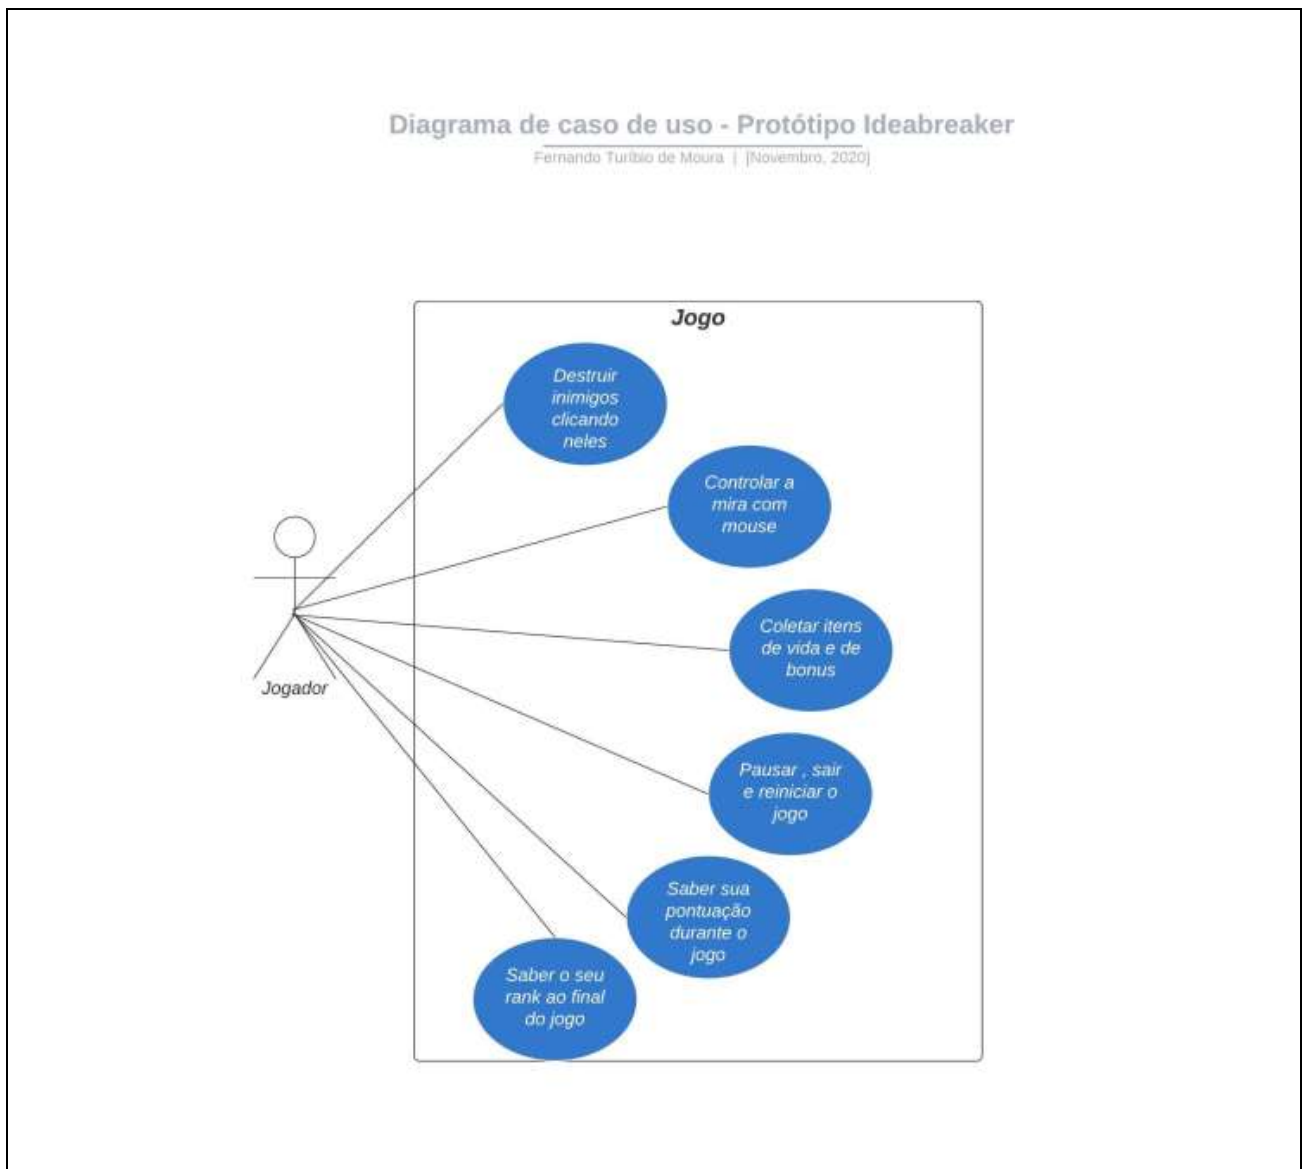 Diagrama de caso de uso - Protótipo Ideabreaker
Fernando Turíbio de Moura | [Novembro, 2020]
Jogo
Destruir
inimigos
clicando
neles
Controlar a
mira com
mouse
Coletar itens
de vida e de
bonus
Jogador
Pausar , sair
e reiniciar o
jogo
Saber sua
pontuação
durante o
jogo
Saber o seu
rank ao final
do jogo